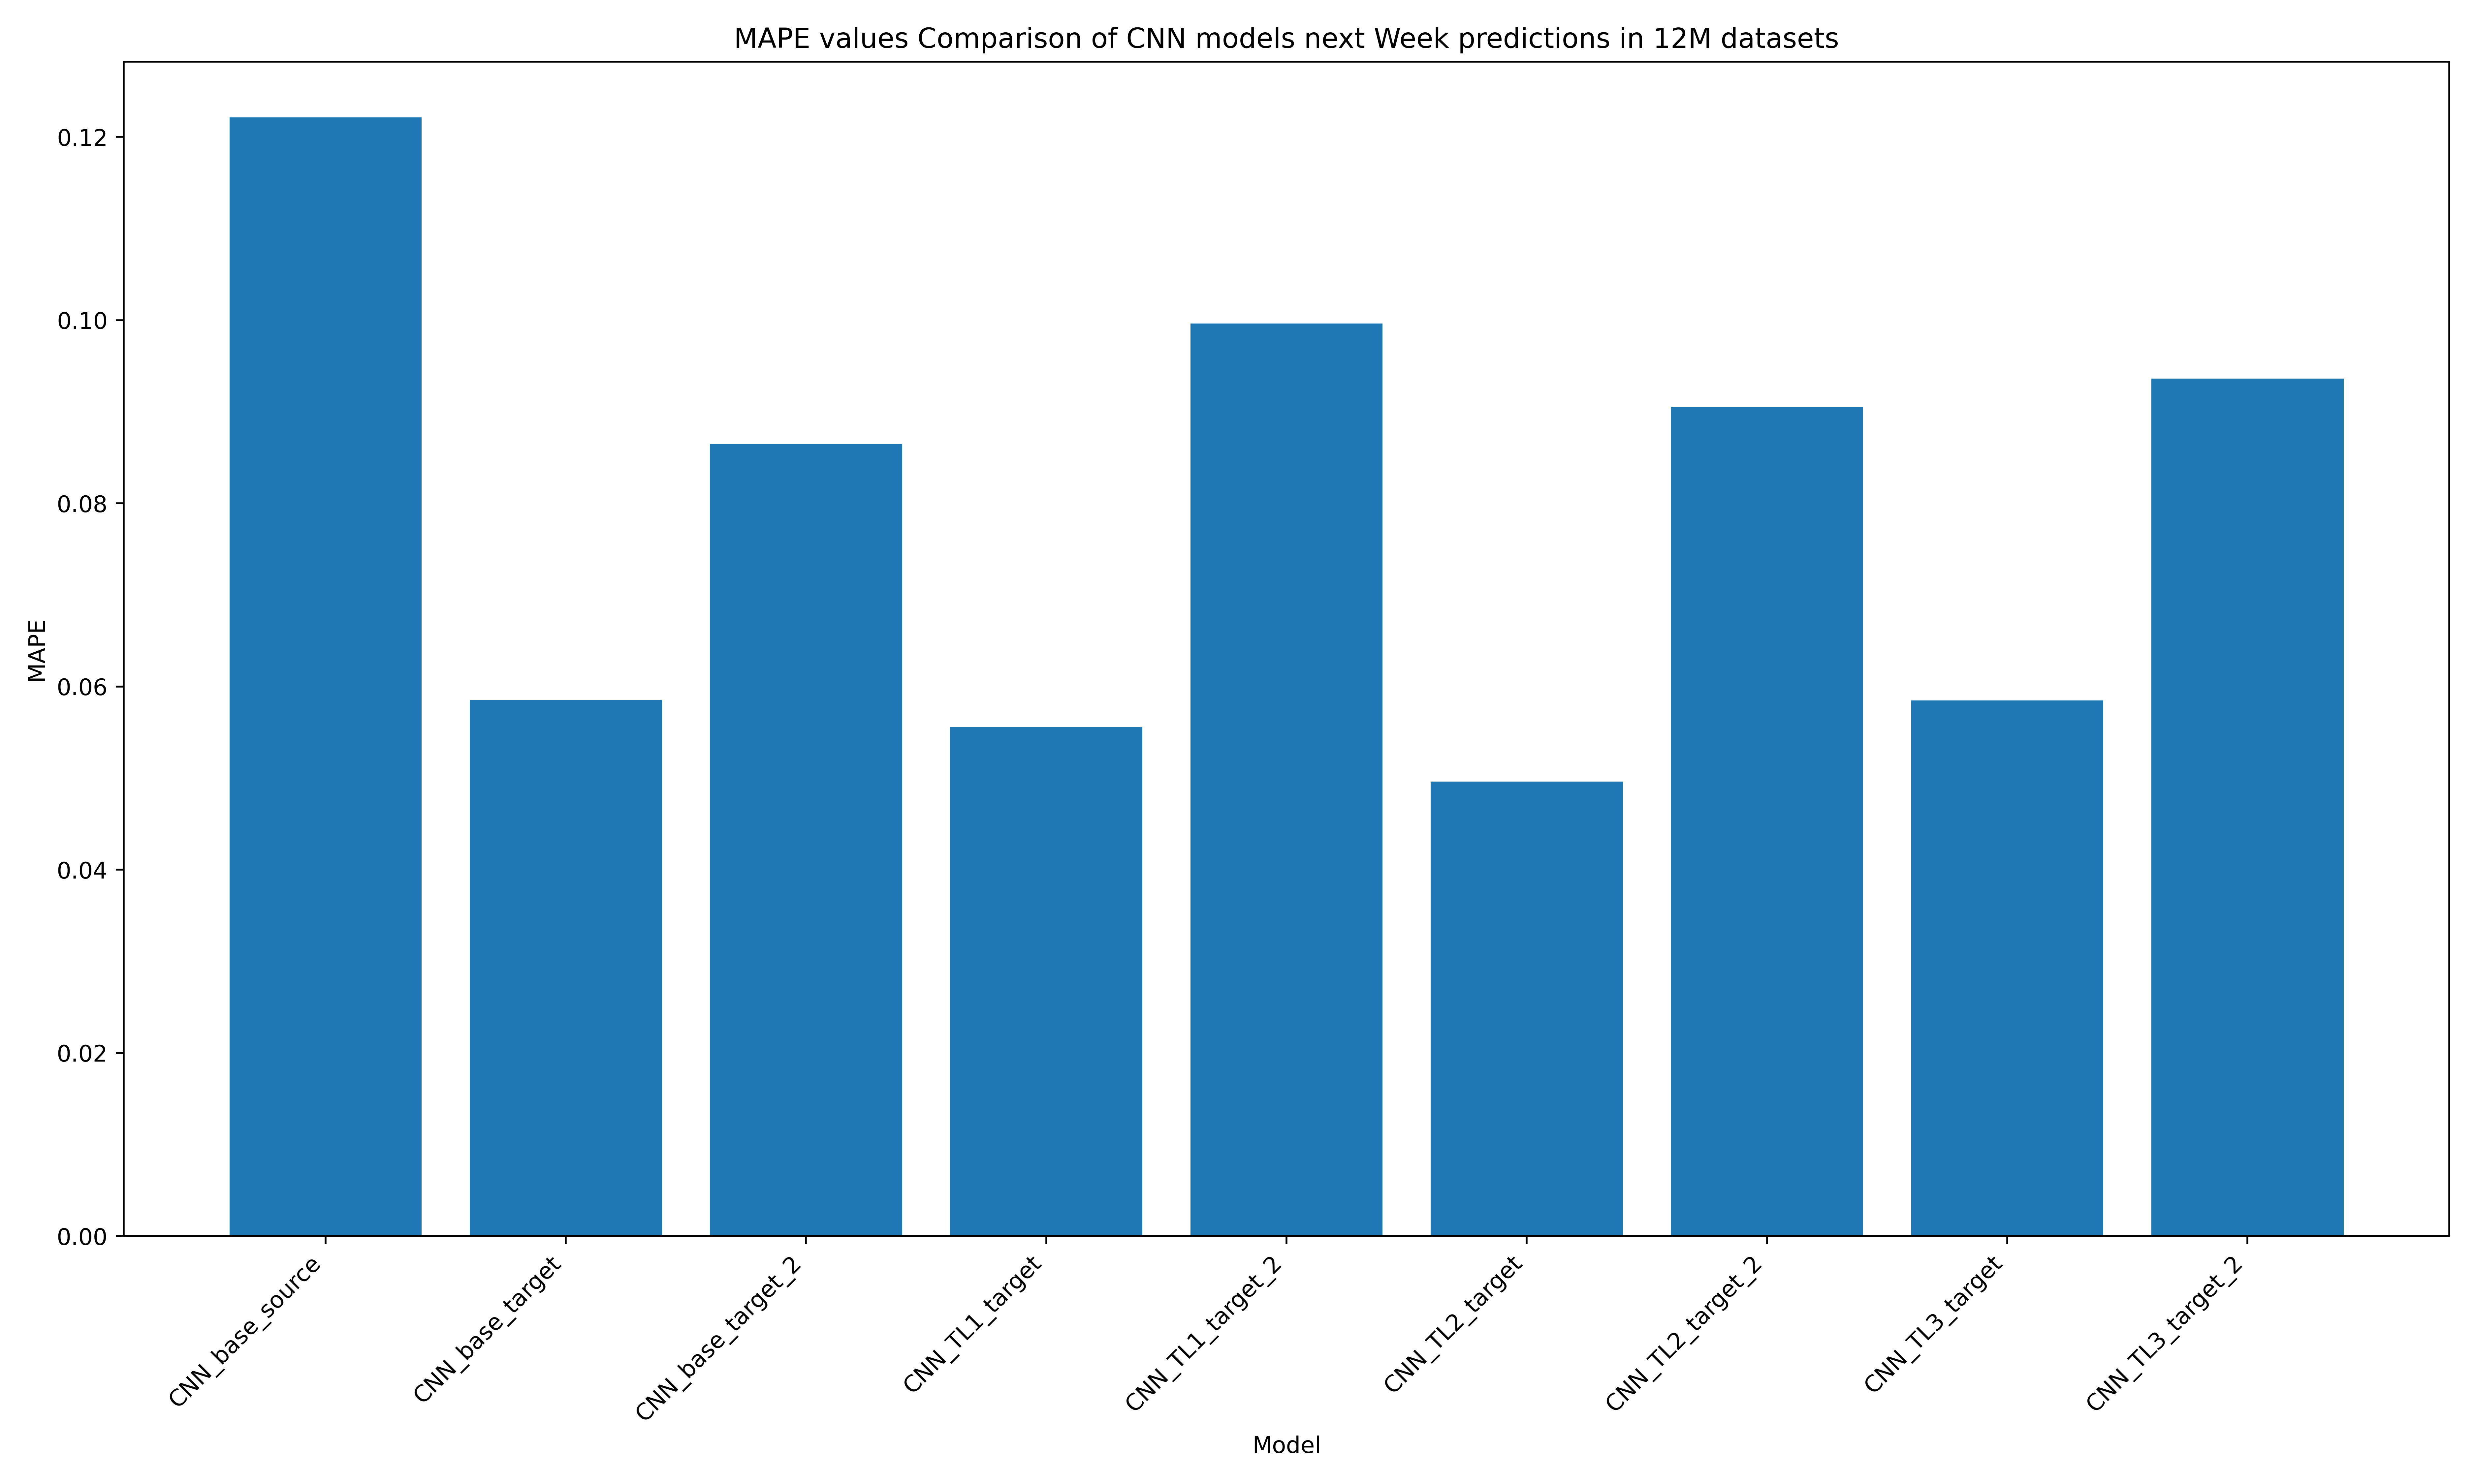 MAPE values Comparison of CNN models next Week predictions in 12M datasets
MAPE
0.12
0.10
0.08
0.06
0.04
0.02
0.00
CNN_base_source
CNN_base_target
CNN_base_target_2
CNN_TL1_target
CNN_TL1_target_2
CNN_TL2_target
CNN_TL2_target_2
CNN_TL3_target
CNN_TL3_target_2
Model